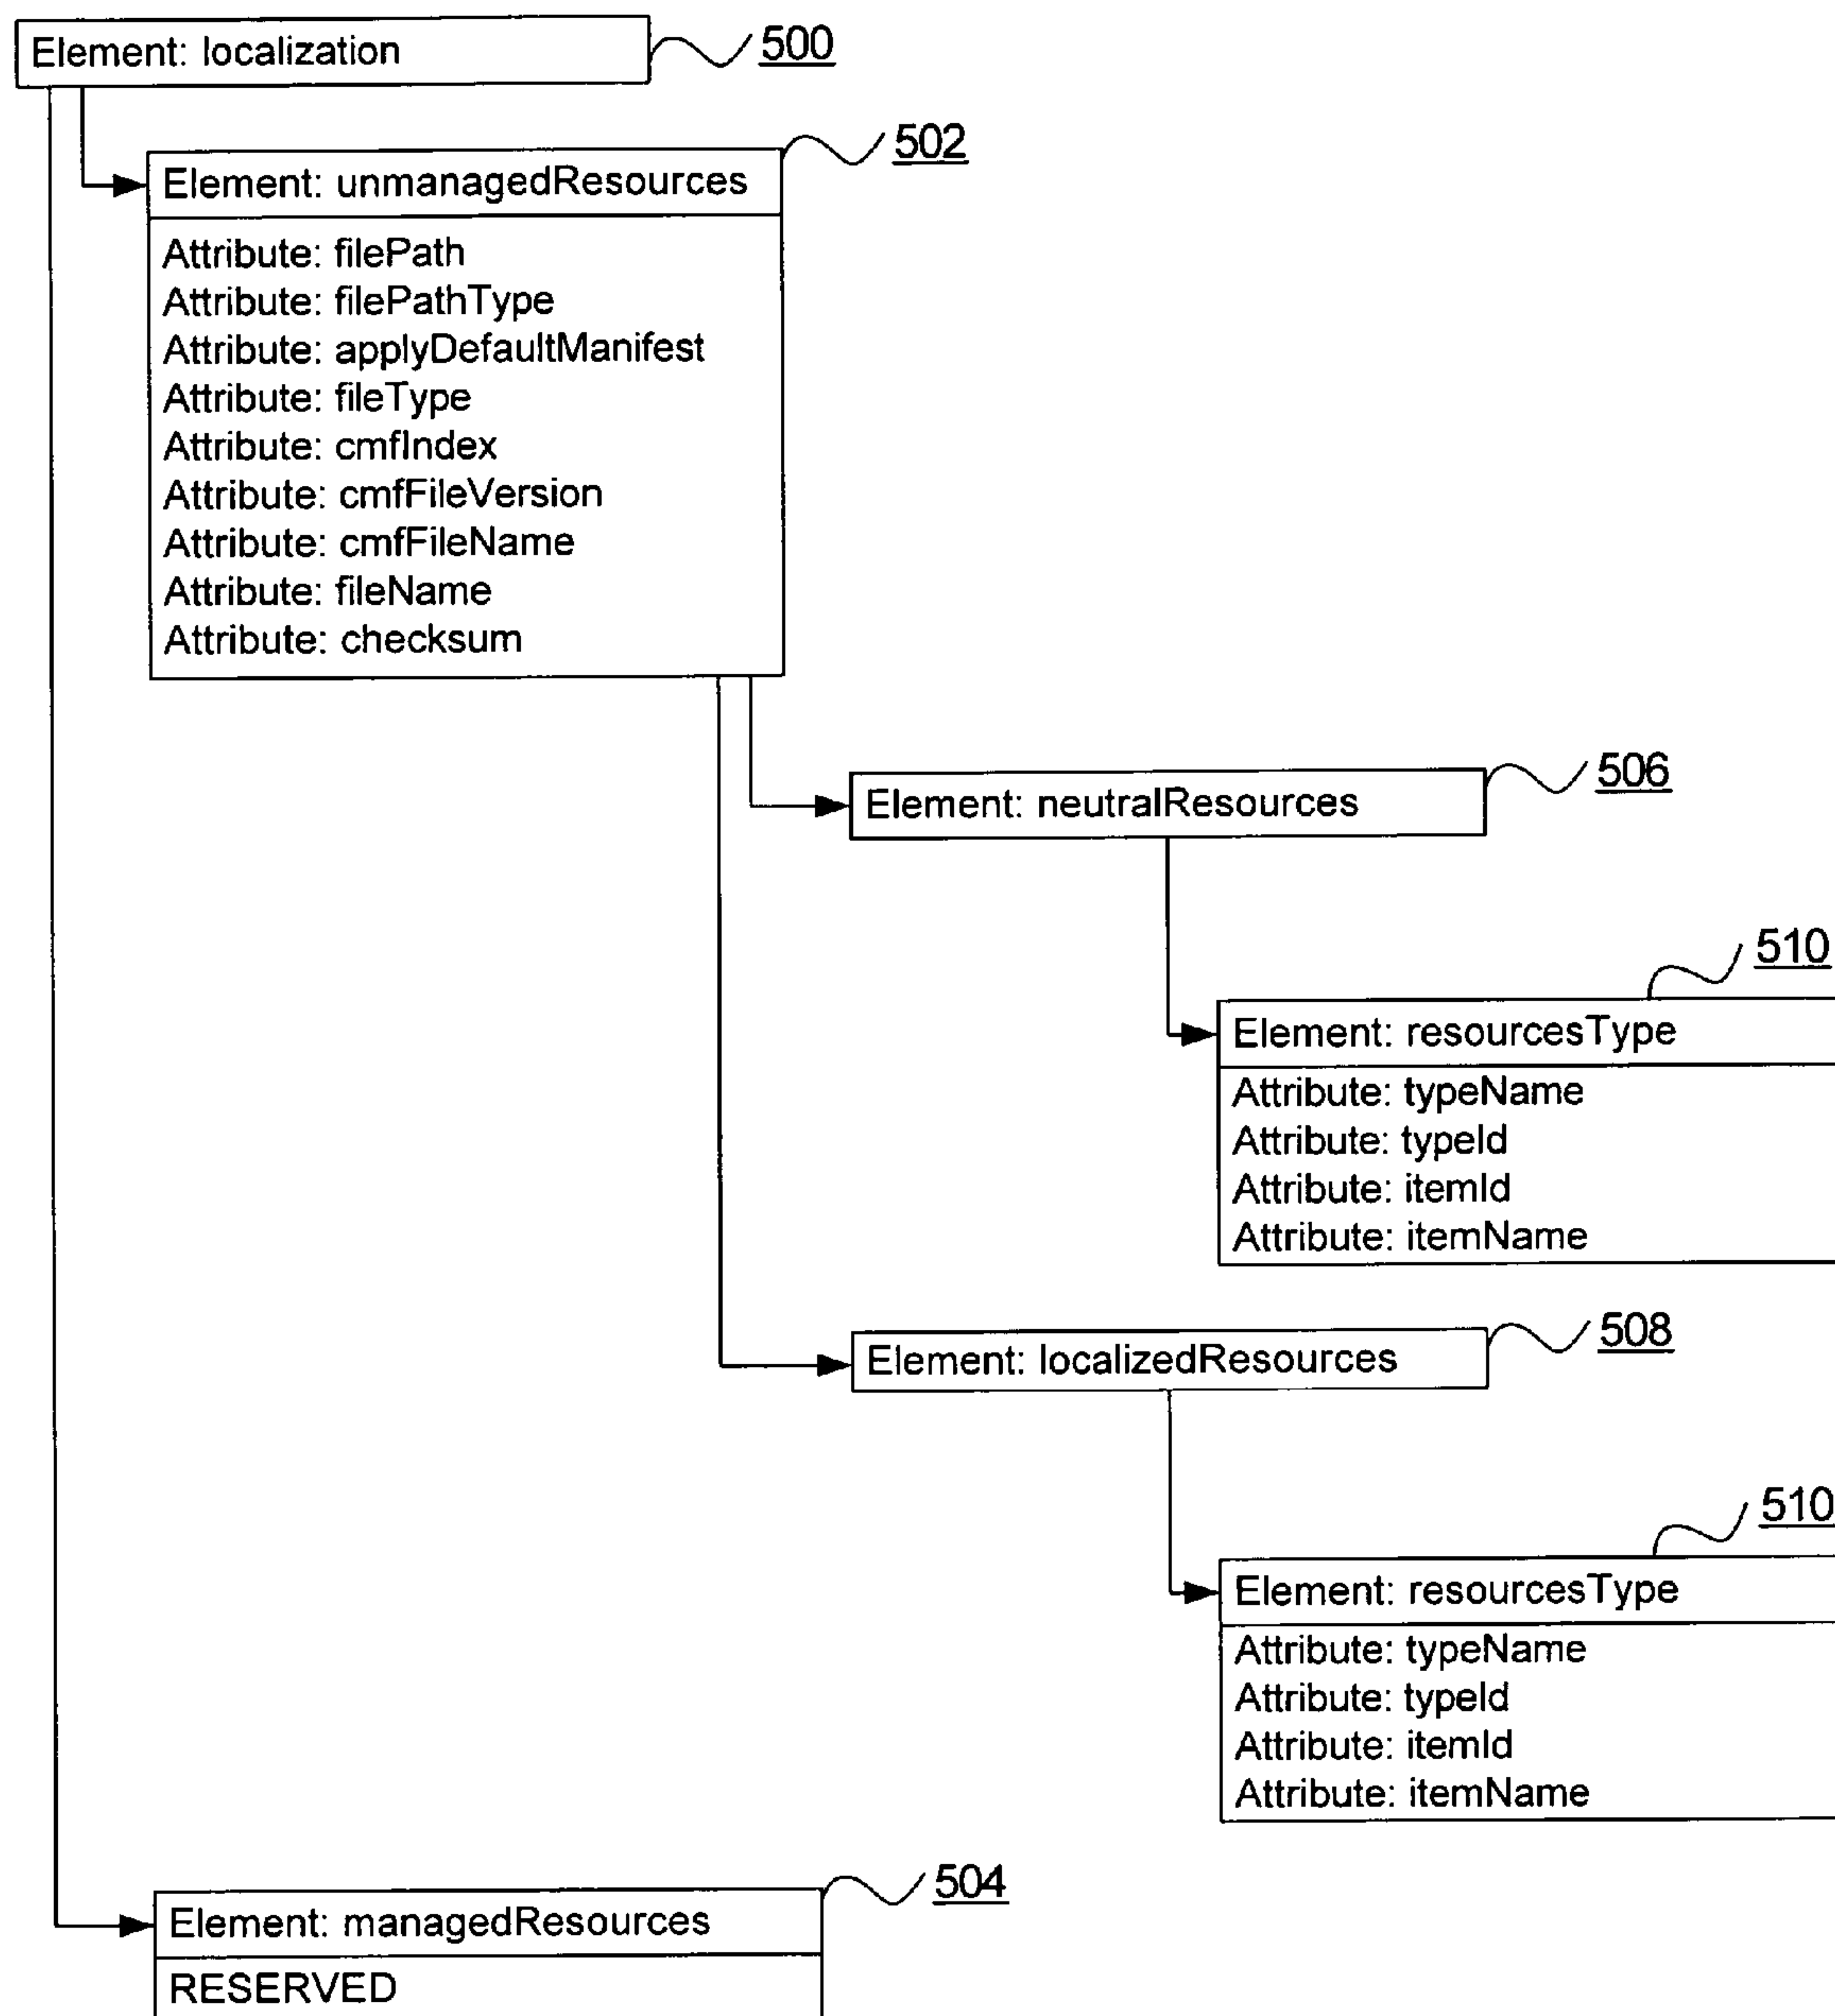 Element: localization
500
502
Element: unmanagedResources
Attribute: filePath
Attribute: filePathType
Attribute: applyDefaultManifest
Attribute: fileType
Attribute: cmfIndex
Attribute: cmfFileVersion
Attribute: cmfFileName
Attribute: fileName
Attribute: checksum
506
Element: neutralResources
510
Element: resourcesType
Attribute: typeName
Attribute: typeId
Attribute: itemId
Attribute: itemName
508
Element: localizedResources
510
Element: resourcesType
Attribute: typeName
Attribute: typeId
Attribute: itemId
Attribute: itemName
504
Element: managedResources
RESERVED